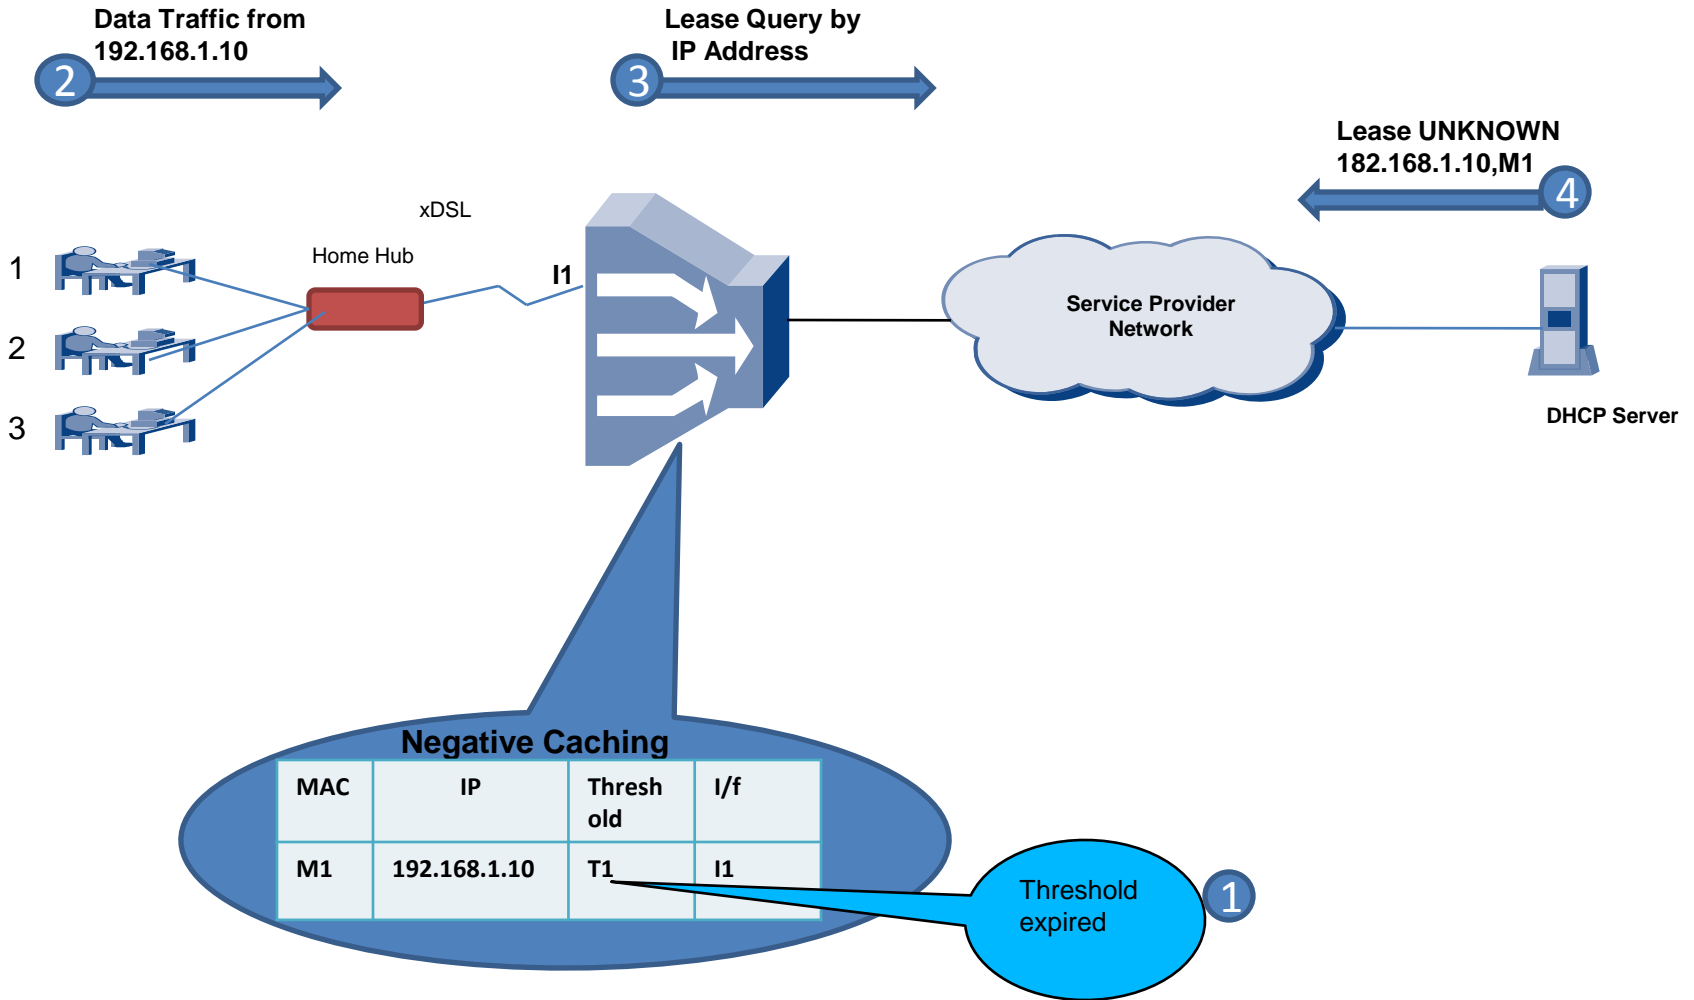 Data Traffic from
192.168.1.10
2
Lease Query by
IP Address
3
Lease UNKNOWN
182.168.1.10,M1
4
xDSL
Home Hub
I1
1
2
3
Service Provider
Network
DHCP Server
Negative Caching
MAC
IP
Thresh
old
I/f
M1
192.168.1.10
T1
I1
Threshold
expired
1